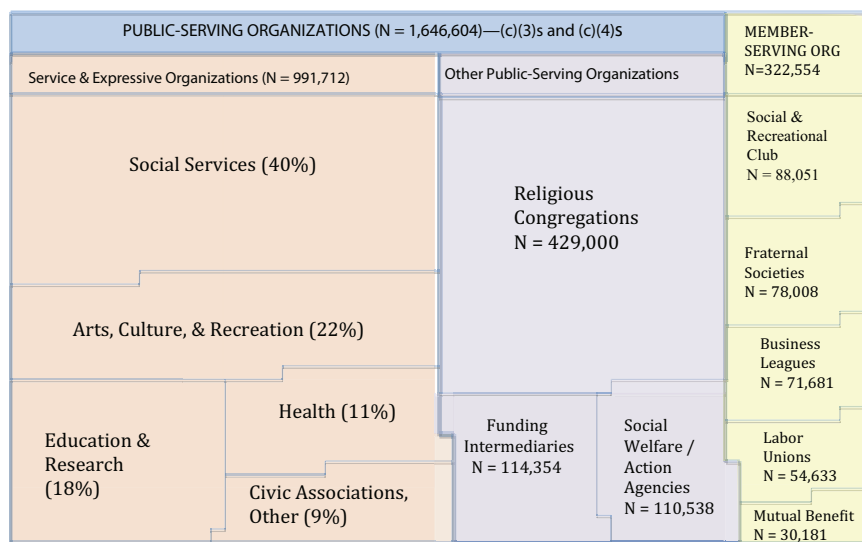 PUBLIC-SERVING ORGANIZATIONS (N = 1,646,604)—(c)(3)s and (c)(4)s
Service & Expressive Organizations (N = 991,712)
Social Services (40%)
Arts, Culture, & Recreation (22%)
Education &
Research
(18%)
Health (11%)
Civic Associations,
Other (9%)
Other Public-Serving Organizations
Religious
Congregations
N = 429,000
Funding
Intermediaries
N = 114,354
Social
Welfare /
Action
Agencies
N = 110,538
MEMBER-
SERVING ORG
N=322,554
Social &
Recreational
Club
N = 88,051
Fraternal
Societies
N = 78,008
Business
Leagues
N = 71,681
Labor
Unions
N = 54,633
Mutual Benefit
N = 30,181